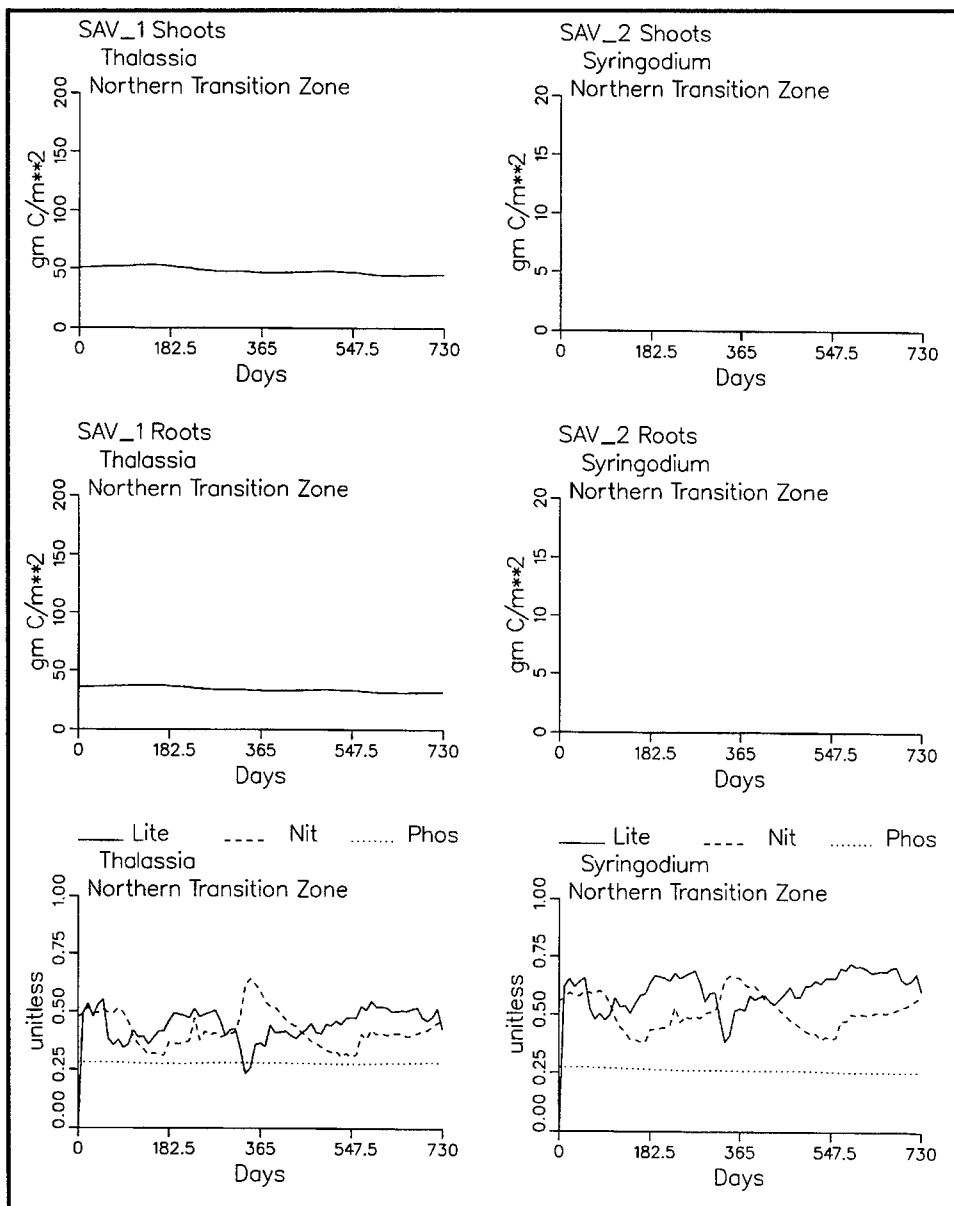 SAV_1 Shoots
Thalassia
Northern Transition Zone
200
150
100
50
0
gm C/m**2
0 182.5 365 547.5 730
Days
SAV_2 Shoots
Syringodium
Northern Transition Zone
20
15
10
5
0
gm C/m**2
0 182.5 365 547.5 730
Days
SAV_1 Roots
Thalassia
Northern Transition Zone
200
150
100
50
0
gm C/m**2
0 182.5 365 547.5 730
Days
SAV_2 Roots
Syringodium
Northern Transition Zone
20
15
10
5
0
gm C/m**2
0 182.5 365 547.5 730
Days
Lite Nit Phos
Thalassia
Northern Transition Zone
1.00
0.75
0.50
0.25
0.00
unitless
0 182.5 365 547.5 730
Days
Lite Nit Phos
Syringodium
Northern Transition Zone
1.00
0.75
0.50
0.25
0.00
unitless
0 182.5 365 547.5 730
Days